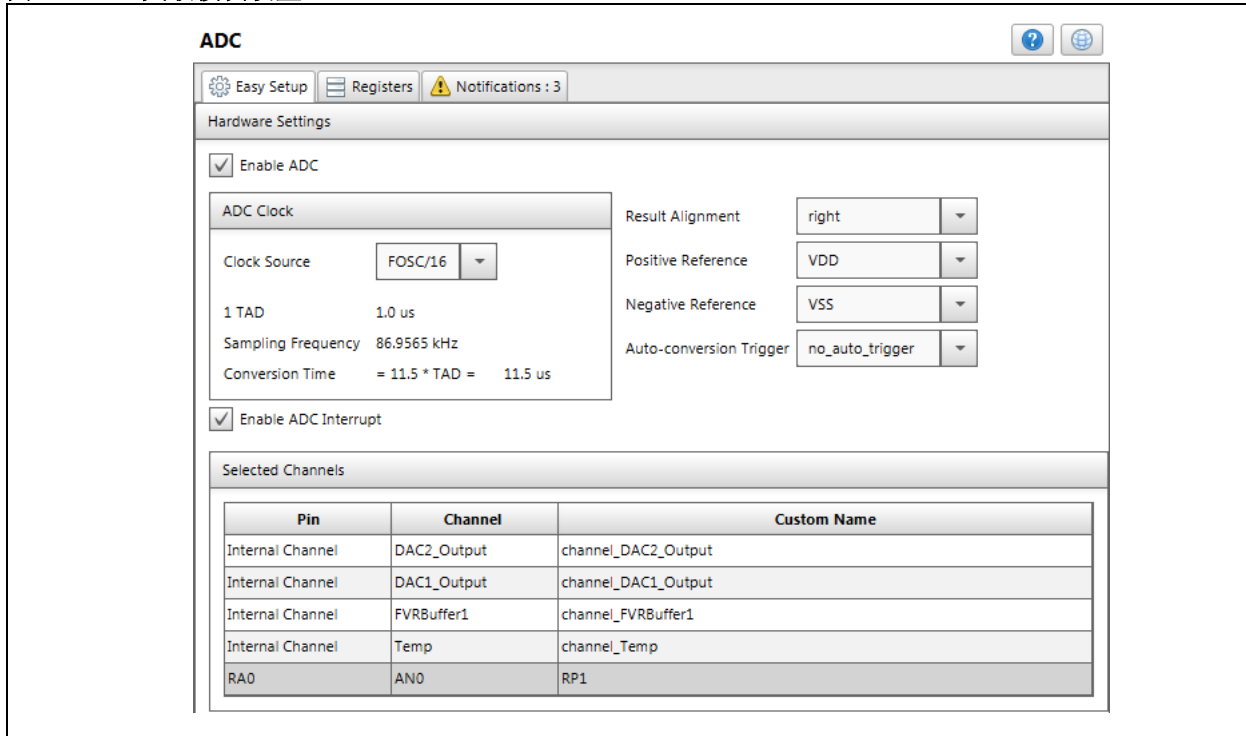 ADC
Easy Setup Registers Notifications : 3
Hardware Settings
Enable ADC
ADC Clock
Clock Source FOSC/16
1 TAD 1.0 us
Sampling Frequency 86.9565 kHz
Conversion Time = 11.5 * TAD = 11.5 us
Result Alignment right
Positive Reference VDD
Negative Reference VSS
Auto-conversion Trigger no_auto_trigger
Enable ADC Interrupt
Selected Channels
Pin Channel Custom Name
Internal Channel DAC2_Output channel_DAC2_Output
Internal Channel DAC1_Output channel_DAC1_Output
Internal Channel FVRBuffer1 channel_FVRBuffer1
Internal Channel Temp channel_Temp
RA0 AN0 RP1